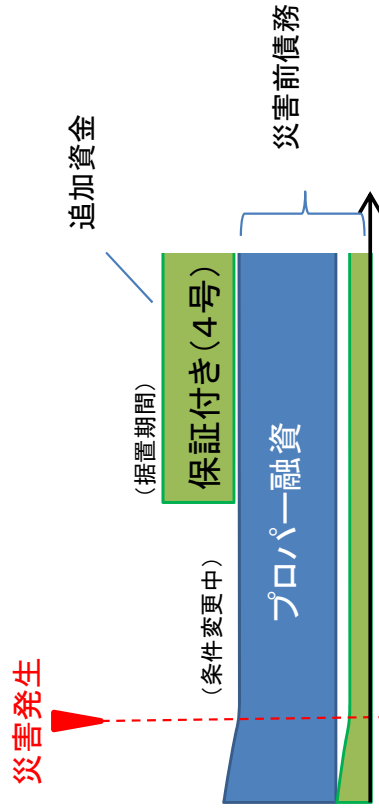 災害発生
追加資金
(据置期間)
保証付き(4号)
(条件変更中)
プロパー融資
災害前債務